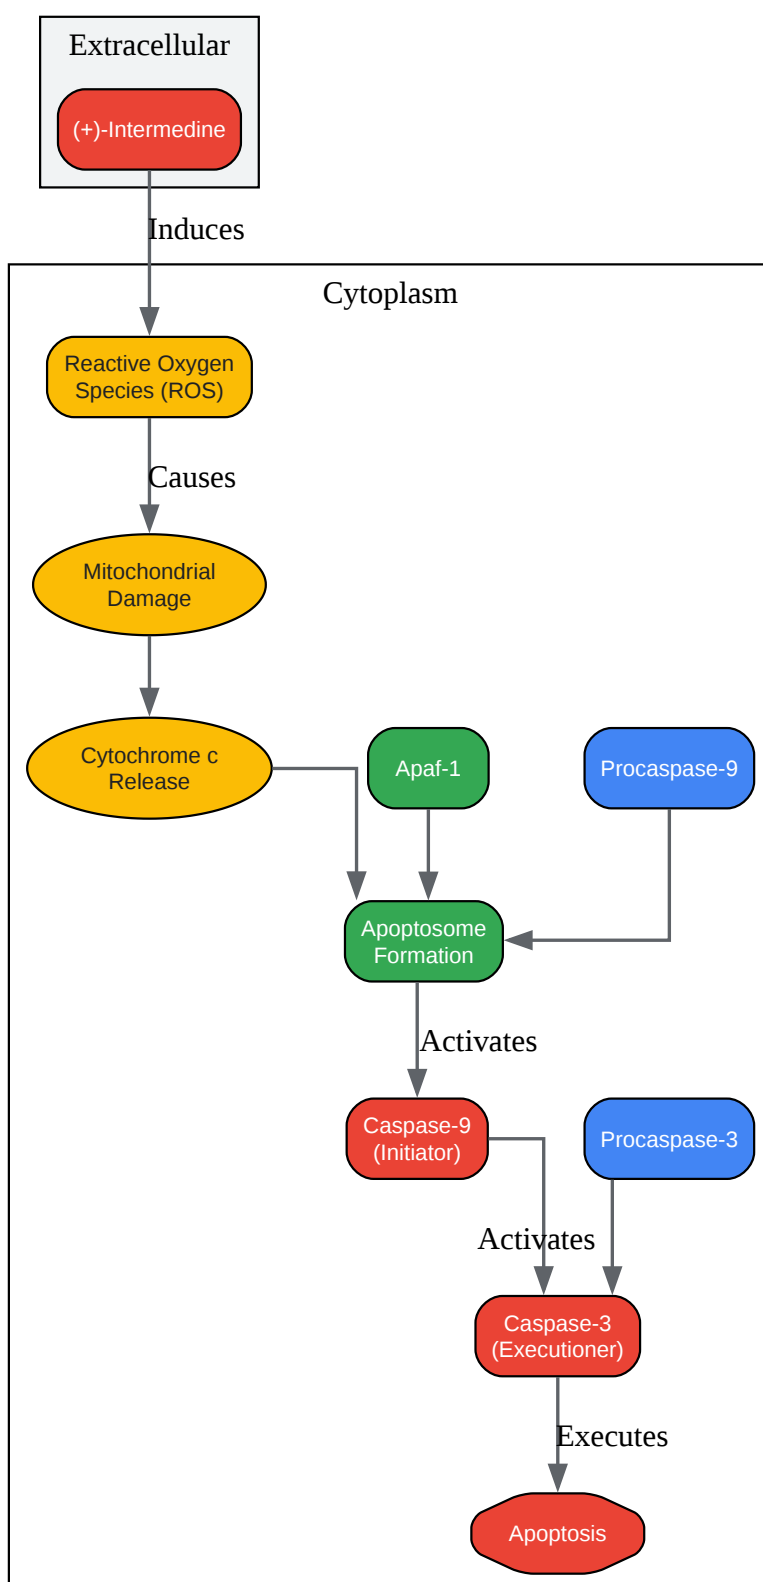 Extracellular
(+)-Intermedine
Induces
Cytoplasm
Reactive Oxygen
Species (ROS)
Causes
Mitochondrial
Damage
Cytochrome c
Release
Apaf-1
Procaspase-9
Apoptosome
Formation
Activates
Caspase-9
(Initiator)
Procaspase-3
Activates
Caspase-3
(Executioner)
Executes
Apoptosis